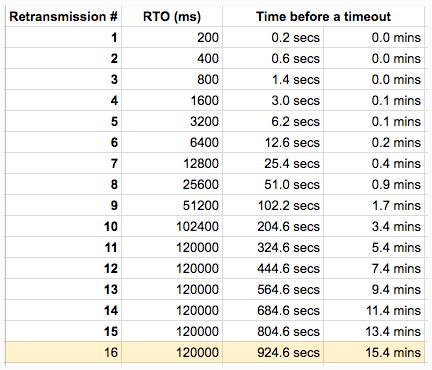 Retransmission # RTO (ms) Time before a timeout
1 200 0.2 secs 0.0 mins
2 400 0.6 secs 0.0 mins
3 800 1.4 secs 0.0 mins
4 1600 3.0 secs 0.1 mins
5 3200 6.2 secs 0.1 mins
6 6400 12.6 secs 0.2 mins
7 12800 25.4 secs 0.4 mins
8 25600 51.0 secs 0.9 mins
9 51200 102.2 secs 1.7 mins
10 102400 204.6 secs 3.4 mins
11 120000 324.6 secs 5.4 mins
12 120000 444.6 secs 7.4 mins
13 120000 564.6 secs 9.4 mins
14 120000 684.6 secs 11.4 mins
15 120000 804.6 secs 13.4 mins
16 120000 924.6 secs 15.4 mins